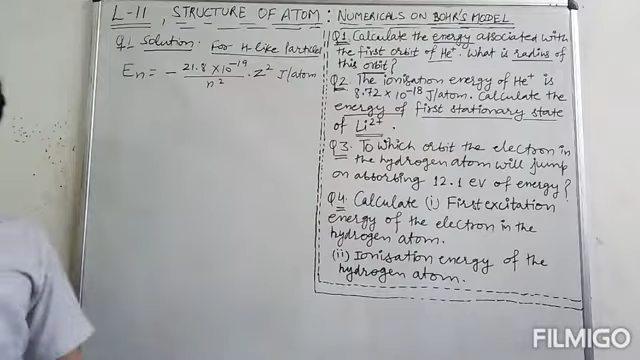 L-11, STRUCTURE OF ATOM: NUMERICALS ON BOHR'S MODEL
Q1 Solution. For H-like particles
En = - 21.8 × 10⁻¹⁹ / n² · Z² J/atom
Q1 Calculate the energy associated with
the first orbit of He⁺. What is radius of
this orbit?
Q2. The ionisation energy of He⁺ is
8.72 × 10⁻¹⁸ J/atom. Calculate the
energy of first stationary state
of Li²⁺.
Q3. To which orbit the electron in
the hydrogen atom will jump
on absorbing 12.1 eV of energy?
Q4. Calculate (i) First excitation
energy of the electron in the
hydrogen atom.
(ii) Ionisation energy of the
hydrogen atom.
FILMIGO